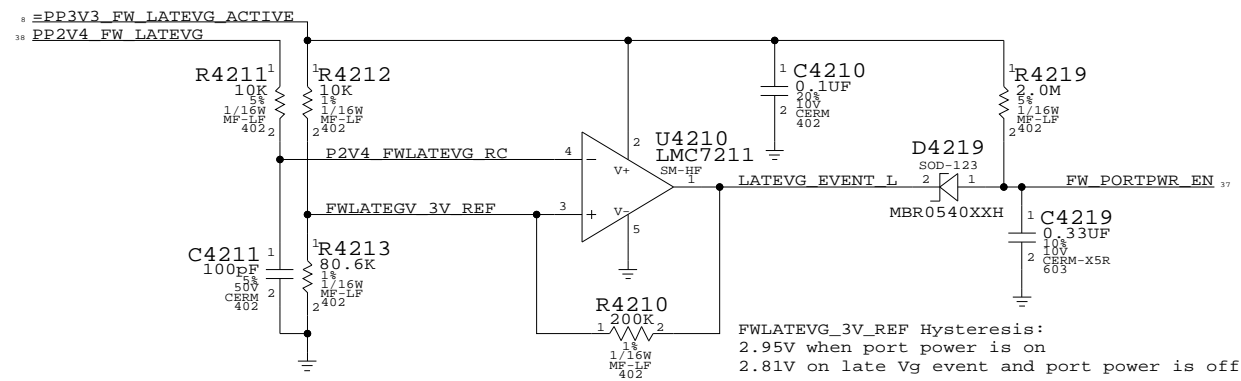 8 =PP3V3_FW_LATEVG_ACTIVE
38 PP2V4_FW_LATEVG
R4211
10K
5%
1/16W
MF-LF
402
1
2
R4212
10K
1%
1/16W
MF-LF
402
1
2
C4210
0.1UF
20%
10V
CERM
402
1
2
R4219
2.0M
5%
1/16W
MF-LF
402
1
2
U4210
LMC7211
SM-HF
V+
V-
2
4
3
1
5
P2V4_FWLATEVG_RC
FWLATEGV_3V_REF
LATEVG_EVENT_L
D4219
SOD-123
2
1
MBR0540XXH
FW_PORTPWR_EN 37
C4211
100pF
5%
50V
CERM
402
1
2
R4213
80.6K
1%
1/16W
MF-LF
402
1
2
C4219
0.33UF
10%
10V
CERM-X5R
603
1
2
R4210
200K
1
2
1%
1/16W
MF-LF
402
FWLATEVG_3V_REF Hysteresis:
2.95V when port power is on
2.81V on late Vg event and port power is off